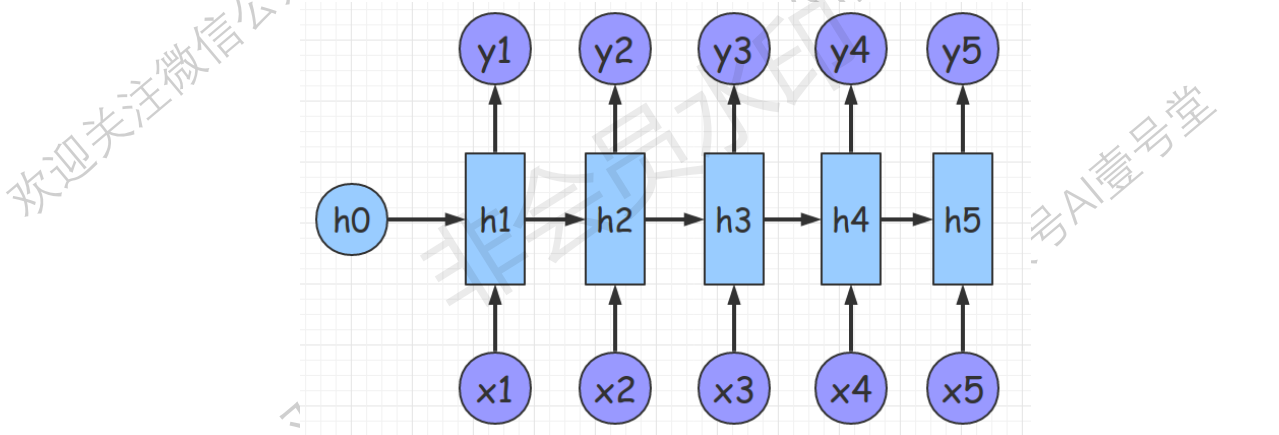 y1 y2 y3 y4 y5
h0 h1 h2 h3 h4 h5
x1 x2 x3 x4 x5
欢迎关注微信公
非会员水印
号AI壹号堂